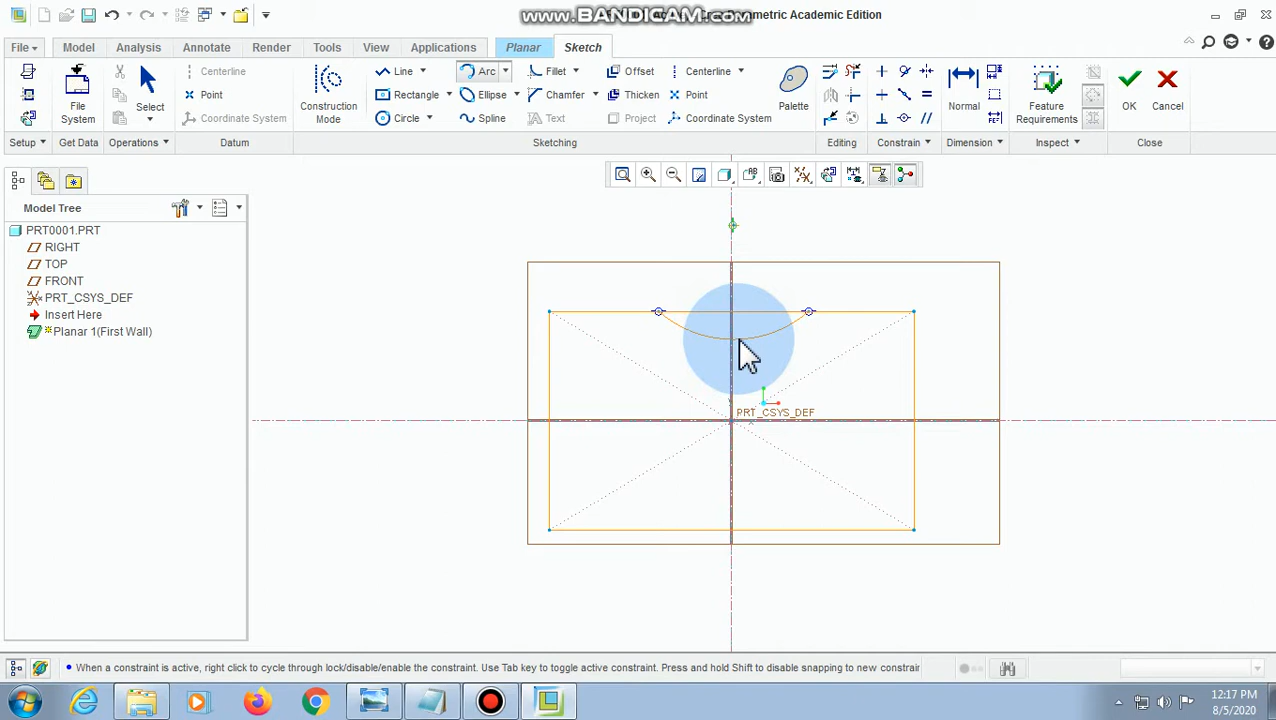 www.BANDICAM.com
Parametric Academic Edition
File
Model
Analysis
Annotate
Render
Tools
View
Applications
Planar
Sketch
File System
Select
Centerline
Point
Coordinate System
Construction Mode
Line
Arc
Fillet
Offset
Centerline
Rectangle
Ellipse
Chamfer
Thicken
Point
Circle
Spline
Text
Project
Coordinate System
Palette
Normal
Feature Requirements
OK
Cancel
Setup
Get Data
Operations
Datum
Sketching
Editing
Constrain
Dimension
Inspect
Close
Model Tree
PRT0001.PRT
RIGHT
TOP
FRONT
PRT_CSYS_DEF
Insert Here
Planar 1(First Wall)
PRT_CSYS_DEF
When a constraint is active, right click to cycle through lock/disable/enable the constraint. Use Tab key to toggle active constraint. Press and hold Shift to disable snapping to new constrair
12:17 PM
8/5/2020